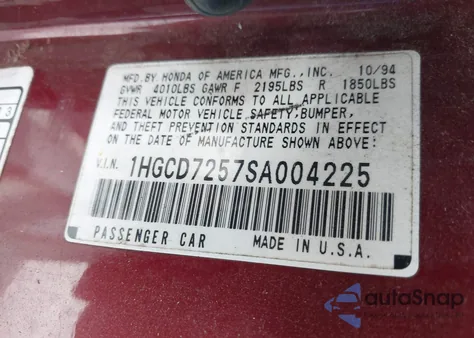 MFD.BY HONDA OF AMERICA MFG.,INC. 10/94
GVWR 4010LBS GAWR F 2195LBS R 1850LBS
THIS VEHICLE CONFORMS TO ALL APPLICABLE
FEDERAL MOTOR VEHICLE SAFETY,BUMPER,
AND THEFT PREVENTION STANDARDS IN EFFECT
ON THE DATE OF MANUFACTURE SHOWN ABOVE:
V.I.N. 1HGCD7257SA004225
PASSENGER CAR MADE IN U.S.A.
autoSnap